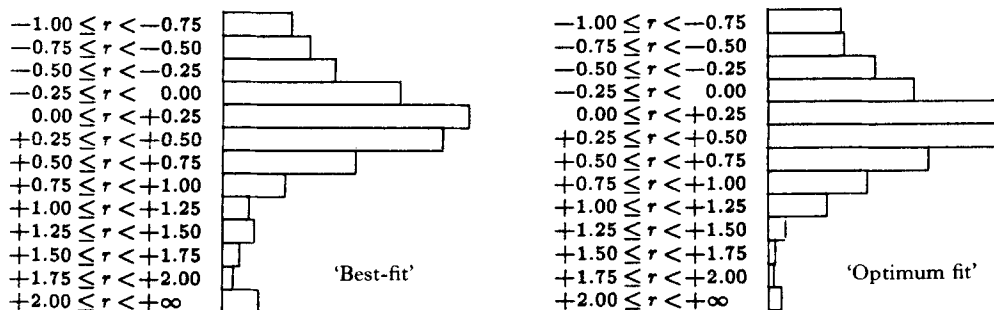 −1.00 ≤ r < −0.75
−0.75 ≤ r < −0.50
−0.50 ≤ r < −0.25
−0.25 ≤ r < 0.00
0.00 ≤ r < +0.25
+0.25 ≤ r < +0.50
+0.50 ≤ r < +0.75
+0.75 ≤ r < +1.00
+1.00 ≤ r < +1.25
+1.25 ≤ r < +1.50
+1.50 ≤ r < +1.75
+1.75 ≤ r < +2.00
+2.00 ≤ r < +∞
'Best-fit'
−1.00 ≤ r < −0.75
−0.75 ≤ r < −0.50
−0.50 ≤ r < −0.25
−0.25 ≤ r < 0.00
0.00 ≤ r < +0.25
+0.25 ≤ r < +0.50
+0.50 ≤ r < +0.75
+0.75 ≤ r < +1.00
+1.00 ≤ r < +1.25
+1.25 ≤ r < +1.50
+1.50 ≤ r < +1.75
+1.75 ≤ r < +2.00
+2.00 ≤ r < +∞
'Optimum fit'